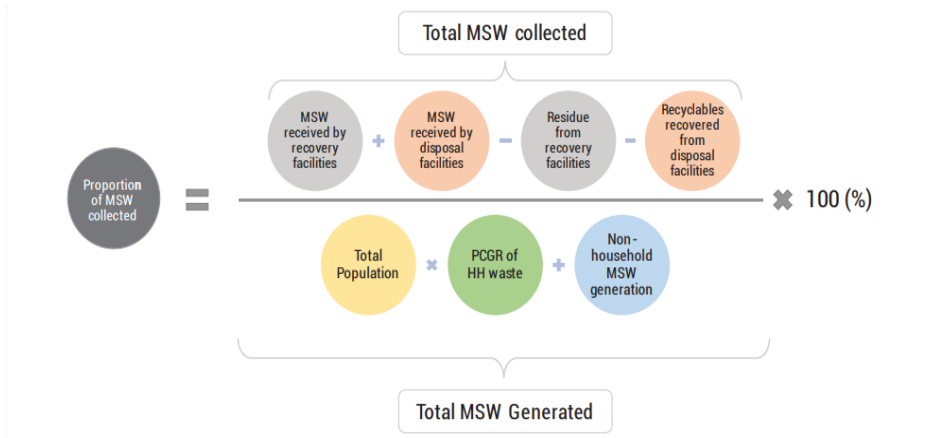 Total MSW collected
MSW
received by
recovery
facilities
+
MSW
received by
disposal
facilities
−
Residue
from
recovery
facilities
−
Recyclables
recovered
from
disposal
facilities
Proportion
of MSW
collected
=
× 100 (%)
Total
Population
×
PCGR of
HH waste
+
Non-
household
MSW
generation
Total MSW Generated